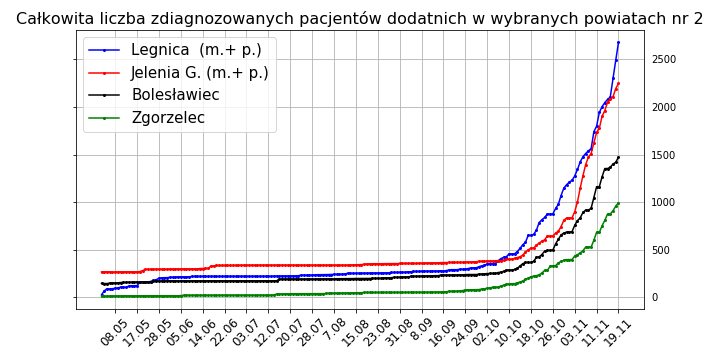 Całkowita liczba zdiagnozowanych pacjentów dodatnich w wybranych powiatach nr 2
Legnica (m.+ p.)
Jelenia G. (m.+ p.)
Bolesławiec
Zgorzelec
2500
2000
1500
1000
500
0
08.05 17.05 28.05 05.06 14.06 22.06 03.07 12.07 20.07 28.07 7.08 15.08 23.08 31.08 8.09 16.09 24.09 02.10 10.10 18.10 26.10 03.11 11.11 19.11